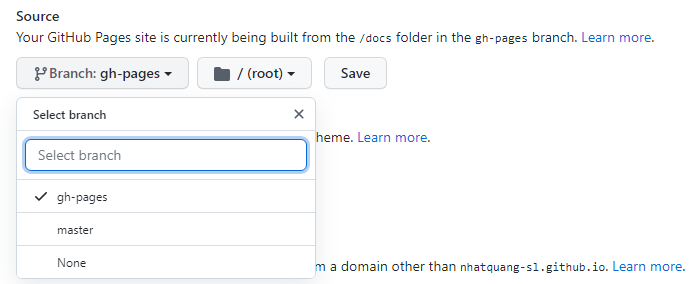 Source
Your GitHub Pages site is currently being built from the /docs folder in the gh-pages branch. Learn more.
Branch: gh-pages / (root) Save
Select branch
heme. Learn more.
Select branch
gh-pages
master
None
m a domain other than nhatquang-sl.github.io. Learn more.